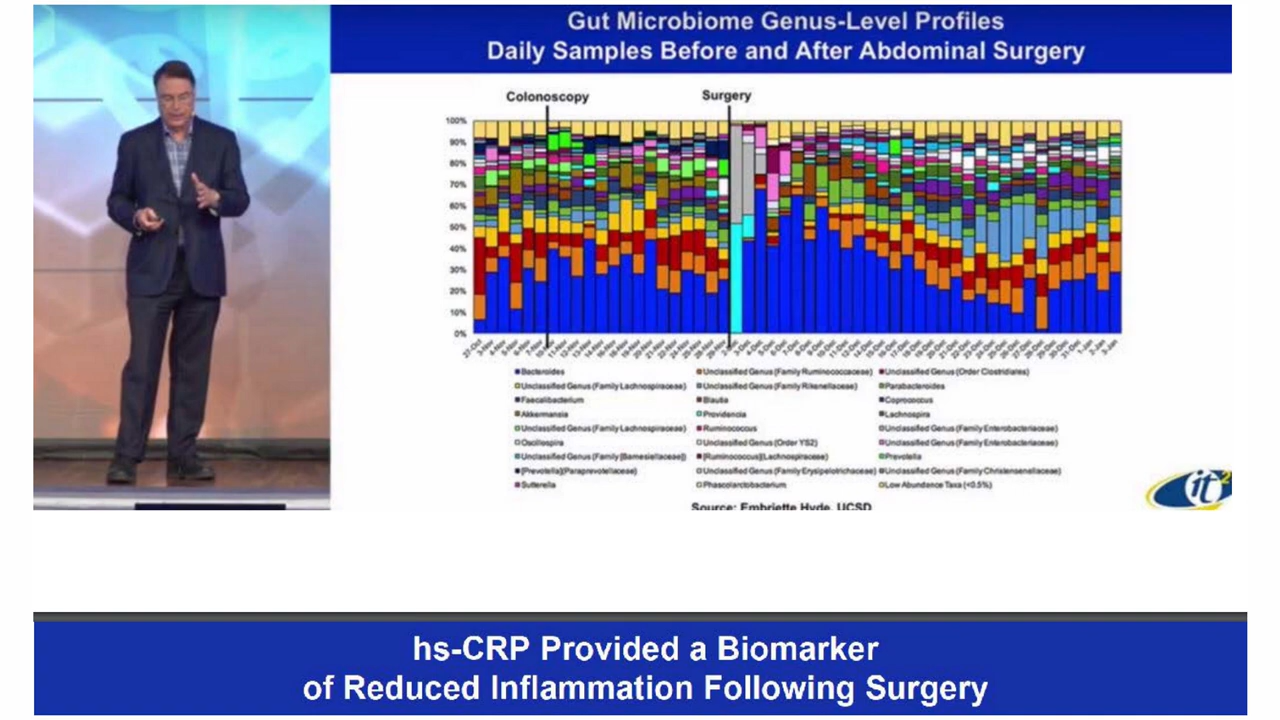 Gut Microbiome Genus-Level Profiles
Daily Samples Before and After Abdominal Surgery
Colonoscopy
Surgery
100%
90%
80%
70%
60%
50%
40%
30%
20%
10%
0%
27-Oct
3-Nov
Bacteroides
Unclassified Genus (Family Ruminococcaceae)
Unclassified Genus (Order Clostridiales)
Unclassified Genus (Family Lachnospiraceae)
Unclassified Genus (Family Rikenellaceae)
Parabacteroides
Faecalibacterium
Blautia
Coprococcus
Akkermansia
Providencia
Lachnospira
Unclassified Genus (Family Lachnospiraceae)
Ruminococcus
Unclassified Genus (Family Enterobacteriaceae)
Oscillospira
Unclassified Genus (Order YS2)
Unclassified Genus (Family Enterobacteriaceae)
Unclassified Genus (Family [Barnesiellaceae])
[Ruminococcus](Lachnospiraceae)
Prevotella
[Prevotella](Paraprevotellaceae)
Unclassified Genus (Family Erysipelotrichaceae)
Unclassified Genus (Family Christensenellaceae)
Sutterella
Phascolarctobacterium
Low Abundance Taxa (<0.5%)
Source: Embriette Hyde, UCSD
it2
hs-CRP Provided a Biomarker
of Reduced Inflammation Following Surgery